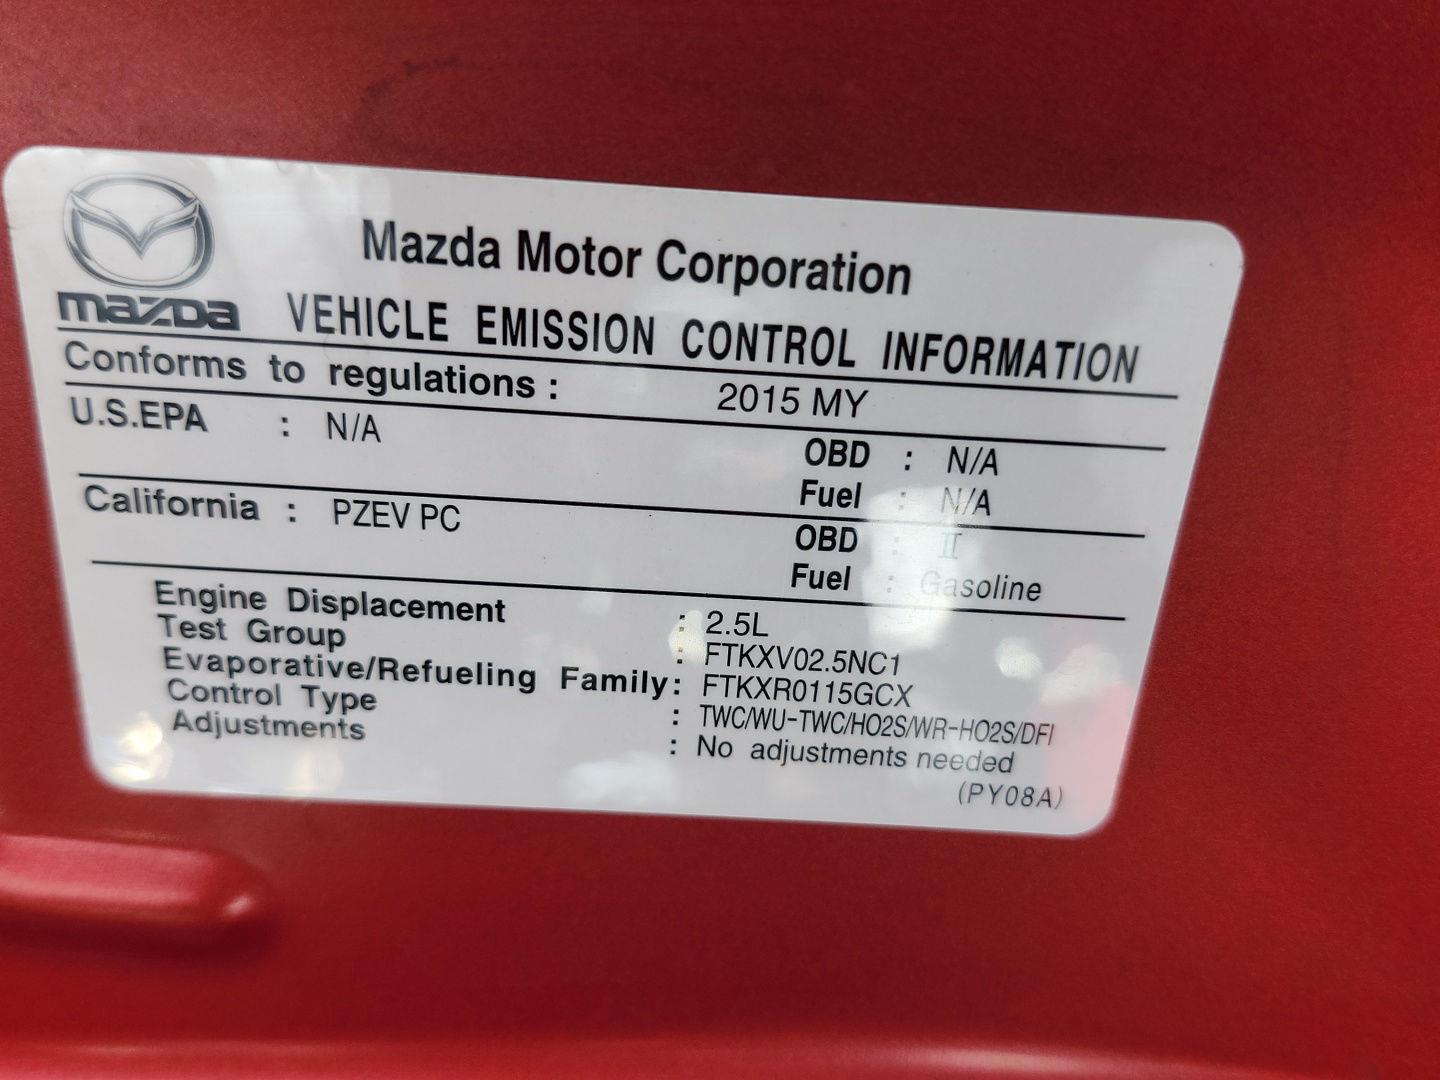 mazda
Mazda Motor Corporation
VEHICLE EMISSION CONTROL INFORMATION
Conforms to regulations : 2015 MY
U.S.EPA : N/A
OBD : N/A
Fuel : N/A
California : PZEV PC
OBD : II
Fuel : Gasoline
Engine Displacement : 2.5L
Test Group : FTKXV02.5NC1
Evaporative/Refueling Family : FTKXR0115GCX
Control Type : TWC/WU-TWC/HO2S/WR-HO2S/DFI
Adjustments : No adjustments needed
(PY08A)